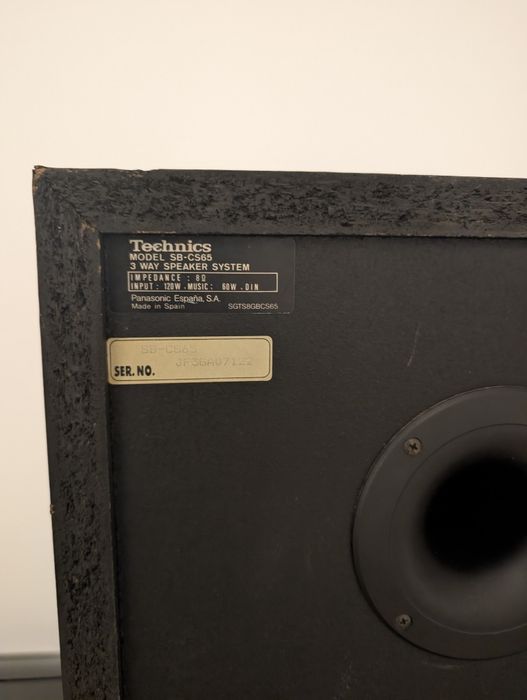 Technics
MODEL SB-CS65
3 WAY SPEAKER SYSTEM
IMPEDANCE : 8Ω
INPUT : 120W . MUSIC : 60W . DIN
Panasonic España, S.A.
Made in Spain SGTS8GBCS65
SB-CS65
SER. NO.